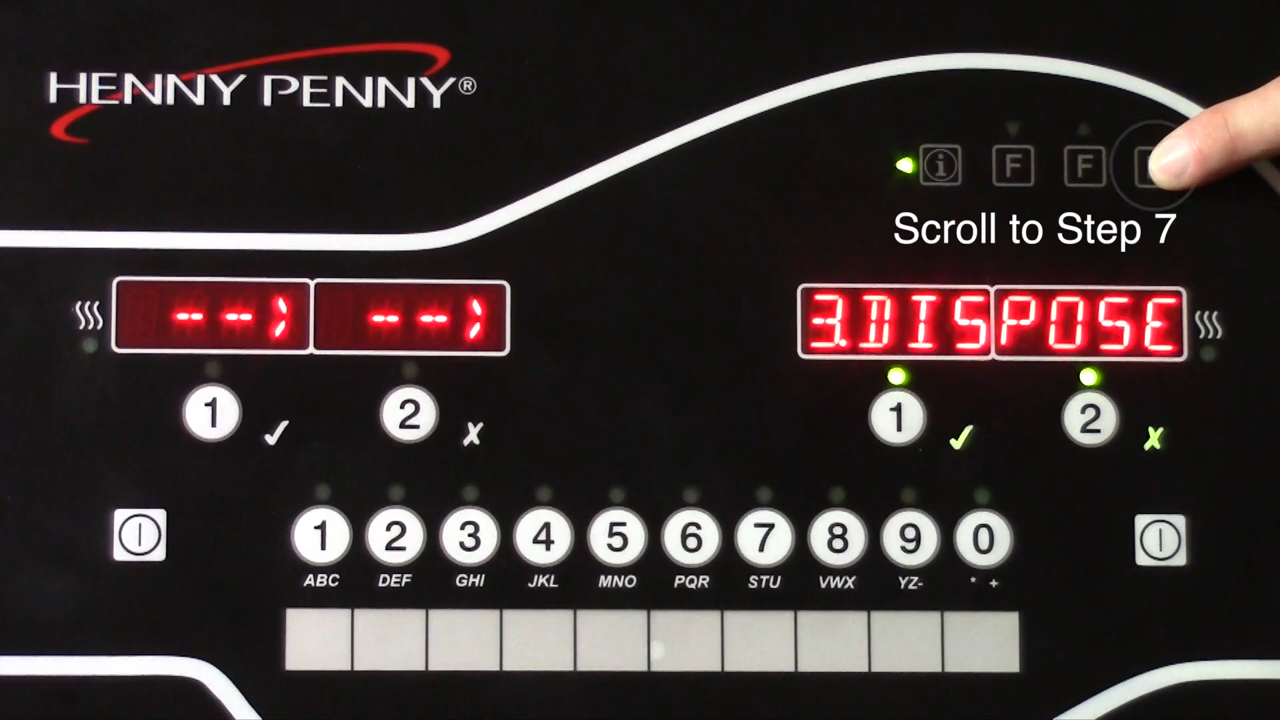 HENNY PENNY®
i F F
Scroll to Step 7
--> --> 3.DISPOSE
1 ✓ 2 ✗ 1 ✓ 2 ✗
1 2 3 4 5 6 7 8 9 0
ABC DEF GHI JKL MNO PQR STU VWX YZ- * +